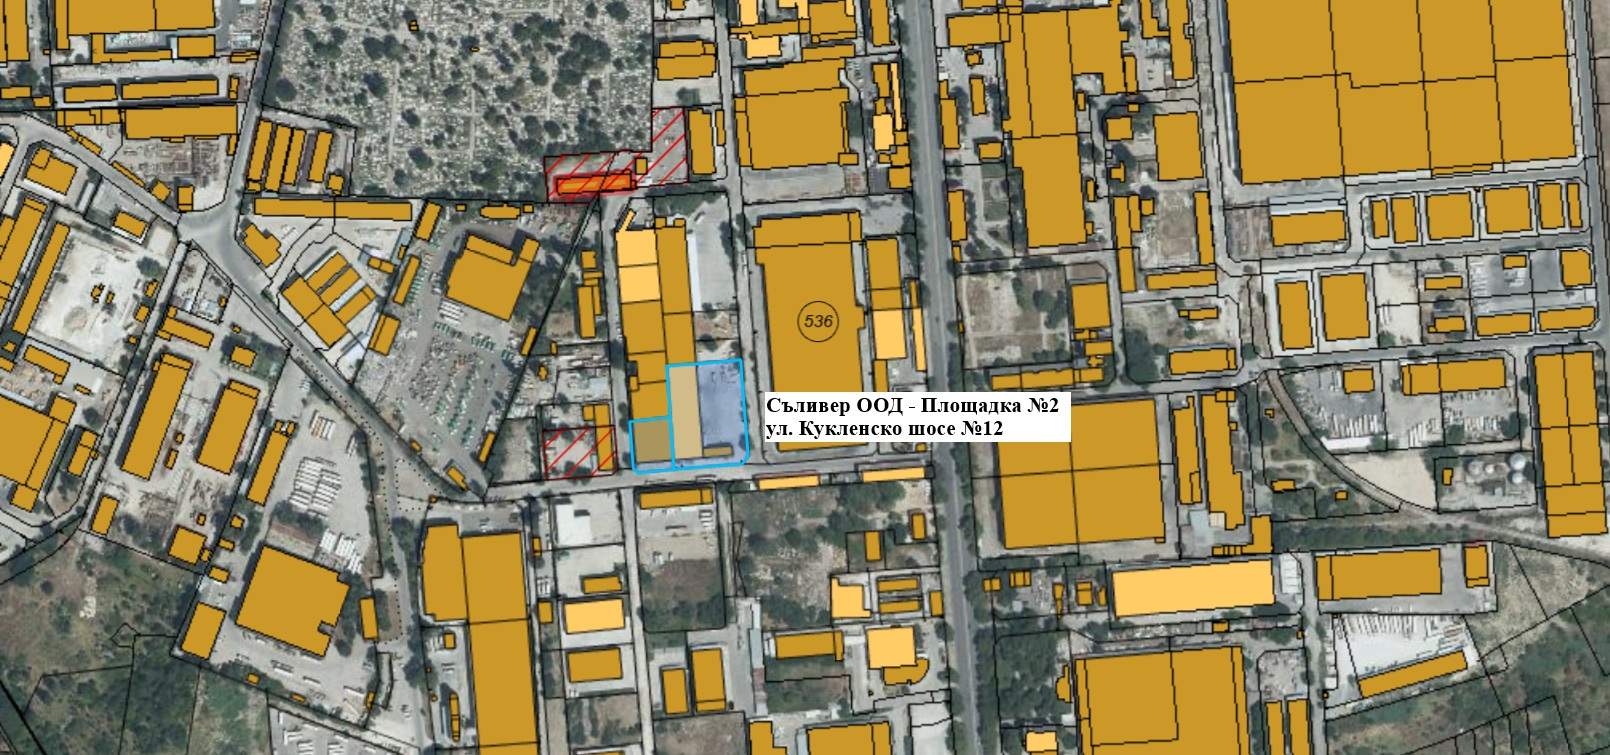 536
Съливер ООД - Площадка №2
ул. Кукленско шосе №12